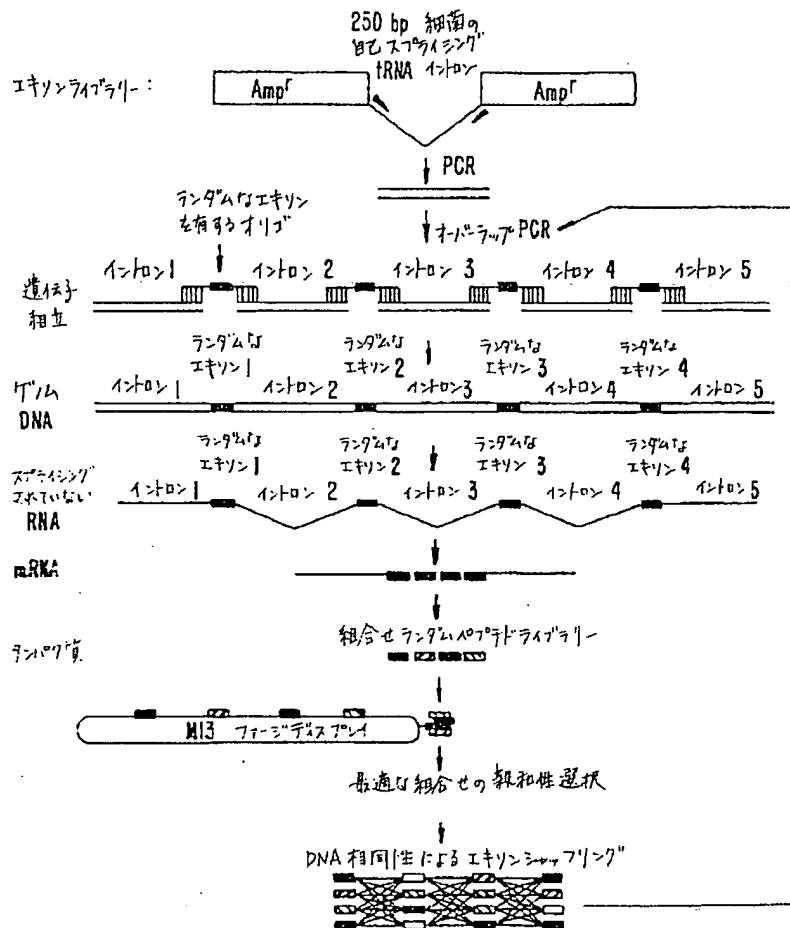 250 bp 細菌の
自己スプライシング
tRNA イントロン
エキソンライブラリー:
Ampr Ampr
PCR
ランダムなエキソン
を有するオリゴ
オーバーラップPCR
イントロン1 イントロン 2 イントロン 3 イントロン 4 イントロン 5
遺伝子
組立
ランダムな ランダムな ランダムな ランダムな
エキソン1 エキソン2 エキソン3 エキソン4
ゲノム
DNA
イントロン1 イントロン2 イントロン3 イントロン4 イントロン5
ランダムな ランダムな ランダムな ランダムな
エキソン1 エキソン2 エキソン3 エキソン4
スプライシング
されていない
RNA
イントロン1 イントロン 2 イントロン 3 イントロン 4 イントロン5
mRNA
組合せランダムペプチドライブラリー
タンパク質
M13 ファージディスプレイ
最適な組合せの親和性選択
DNA相同性によるエキソンシャッフリング